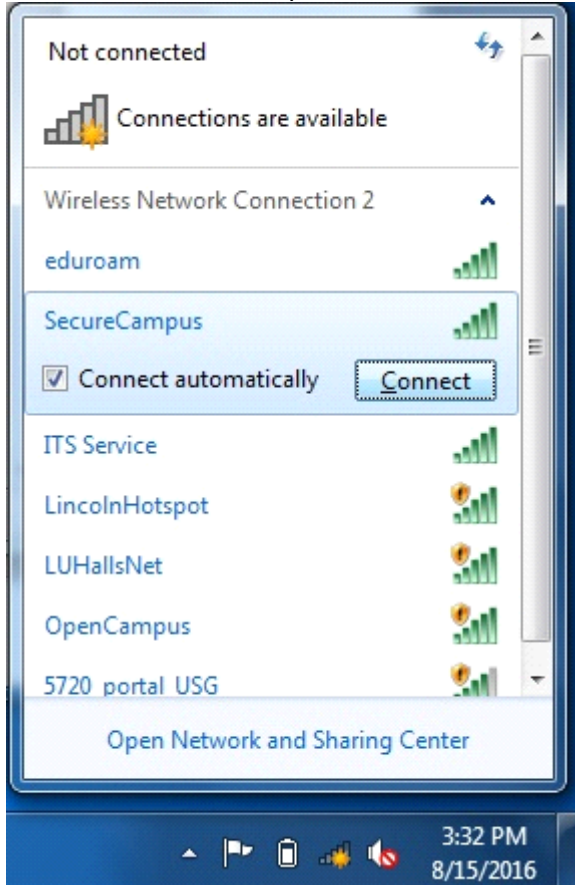 Not connected
Connections are available
Wireless Network Connection 2
eduroam
SecureCampus
Connect automatically Connect
ITS Service
LincolnHotspot
LUHallsNet
OpenCampus
5720_portal_USG
Open Network and Sharing Center
3:32 PM
8/15/2016